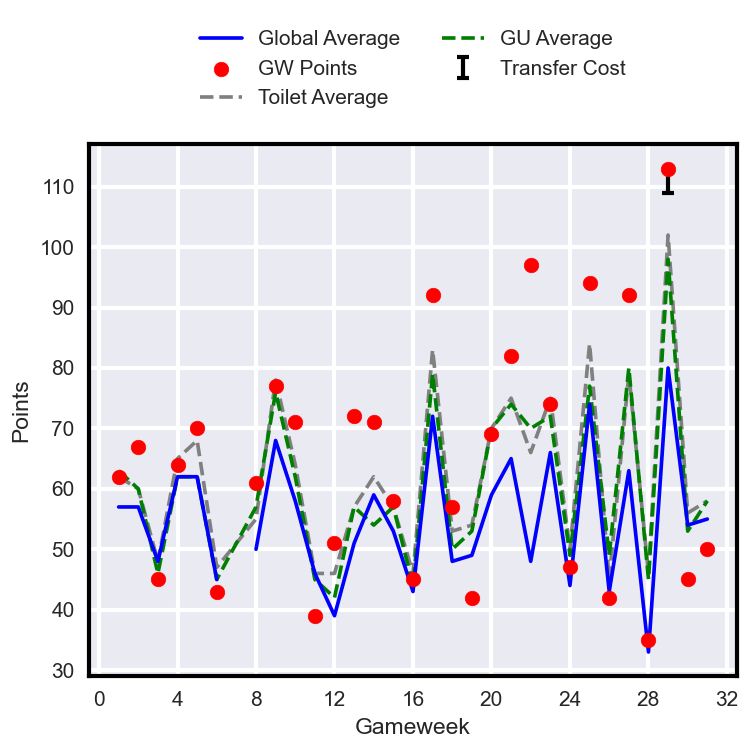 Global Average
GW Points
Toilet Average
GU Average
Transfer Cost
110
100
90
80
70
60
50
40
30
Points
0 4 8 12 16 20 24 28 32
Gameweek